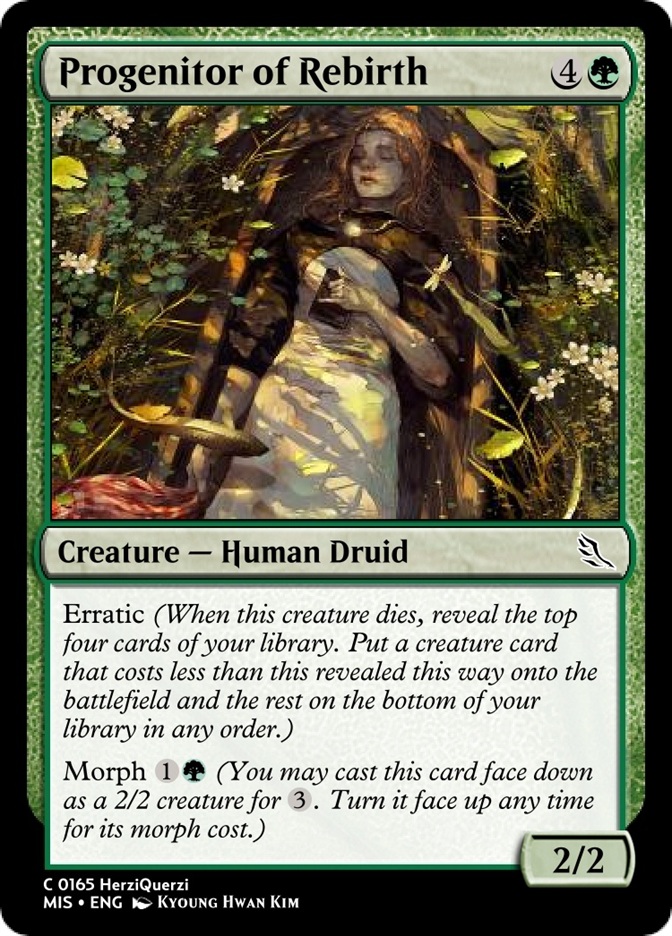 Progenitor of Rebirth 4
Creature — Human Druid
Erratic (When this creature dies, reveal the top
four cards of your library. Put a creature card
that costs less than this revealed this way onto the
battlefield and the rest on the bottom of your
library in any order.)
Morph 1 (You may cast this card face down
as a 2/2 creature for 3. Turn it face up any time
for its morph cost.)
2/2
C 0165 HerziQuerzi
MIS • ENG Kyoung Hwan Kim